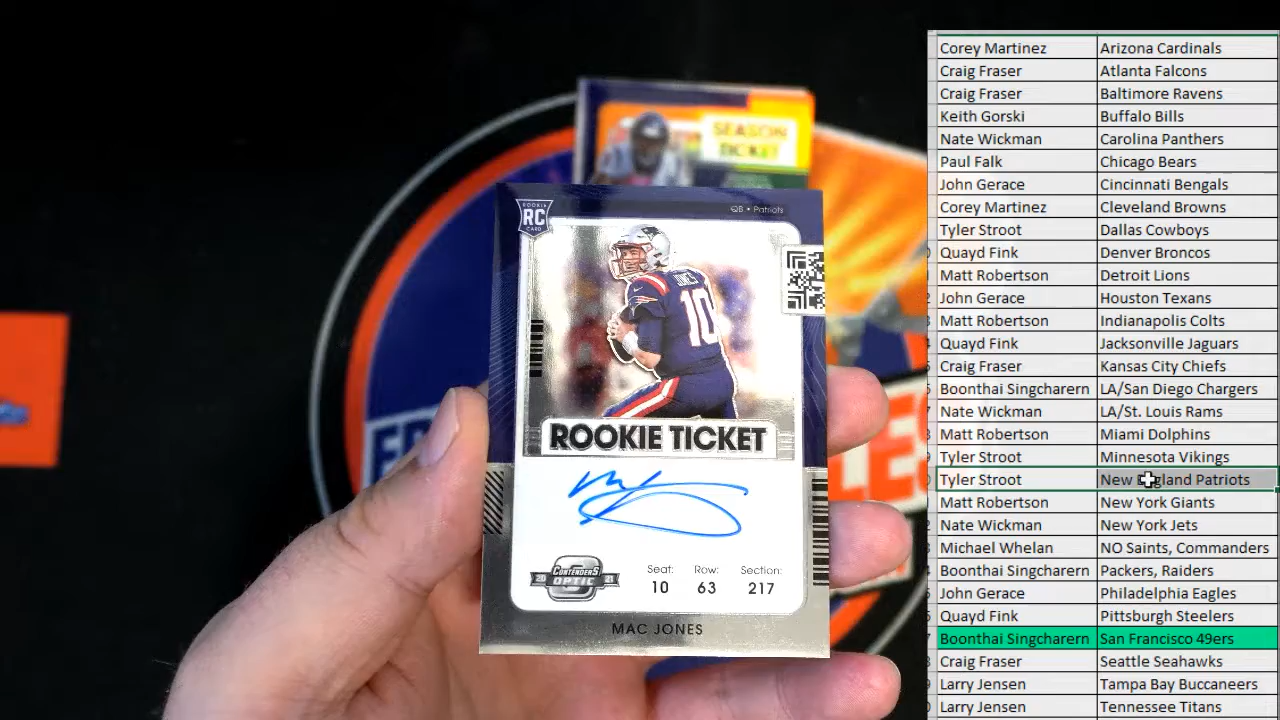 SEASON
TICKET
ROOKIE
RC
CARD
QB • Patriots
JONES
10
ROOKIE TICKET
CONTENDERS
OPTIC
20 21
Seat: Row: Section:
10 63 217
MAC JONES
Corey Martinez Arizona Cardinals
Craig Fraser Atlanta Falcons
Craig Fraser Baltimore Ravens
Keith Gorski Buffalo Bills
Nate Wickman Carolina Panthers
Paul Falk Chicago Bears
John Gerace Cincinnati Bengals
Corey Martinez Cleveland Browns
Tyler Stroot Dallas Cowboys
Quayd Fink Denver Broncos
Matt Robertson Detroit Lions
John Gerace Houston Texans
Matt Robertson Indianapolis Colts
Quayd Fink Jacksonville Jaguars
Craig Fraser Kansas City Chiefs
Boonthai Singcharern LA/San Diego Chargers
Nate Wickman LA/St. Louis Rams
Matt Robertson Miami Dolphins
Tyler Stroot Minnesota Vikings
Tyler Stroot New England Patriots
Matt Robertson New York Giants
Nate Wickman New York Jets
Michael Whelan NO Saints, Commanders
Boonthai Singcharern Packers, Raiders
John Gerace Philadelphia Eagles
Quayd Fink Pittsburgh Steelers
Boonthai Singcharern San Francisco 49ers
Craig Fraser Seattle Seahawks
Larry Jensen Tampa Bay Buccaneers
Larry Jensen Tennessee Titans